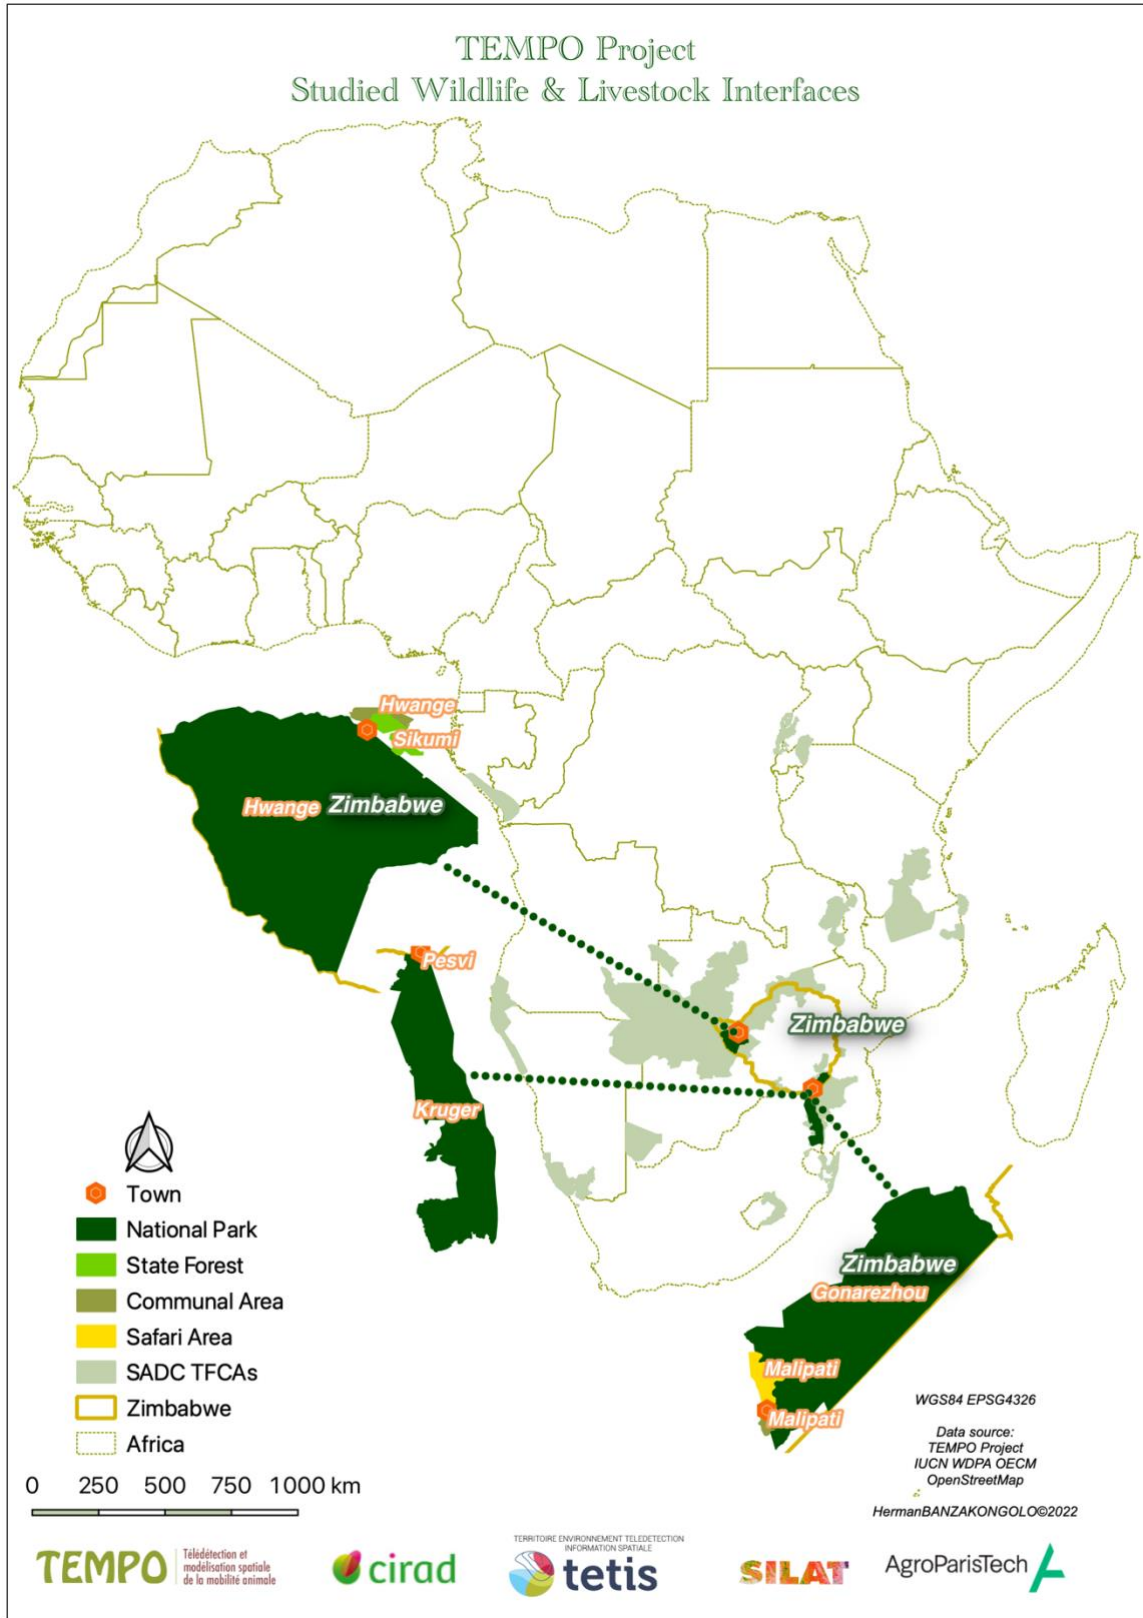 TEMPO Project
Studied Wildlife & Livestock Interfaces
Hwange
Sikumi
Hwange
Zimbabwe
Pesvi
Kruger
Zimbabwe
Zimbabwe
Gonarezhou
Malipati
Malipati
Town
National Park
State Forest
Communal Area
Safari Area
SADC TFCAs
Zimbabwe
Africa
0 250 500 750 1000 km
WGS84 EPSG4326
Data source:
TEMPO Project
IUCN WDPA OECM
OpenStreetMap
HermanBANZAKONGOLO©2022
TEMPO
Télédétection et
modélisation spatiale
de la mobilité animale
cirad
TERRITOIRE ENVIRONNEMENT TELEDETECTION
INFORMATION SPATIALE
tetis
SILAT
AgroParisTech